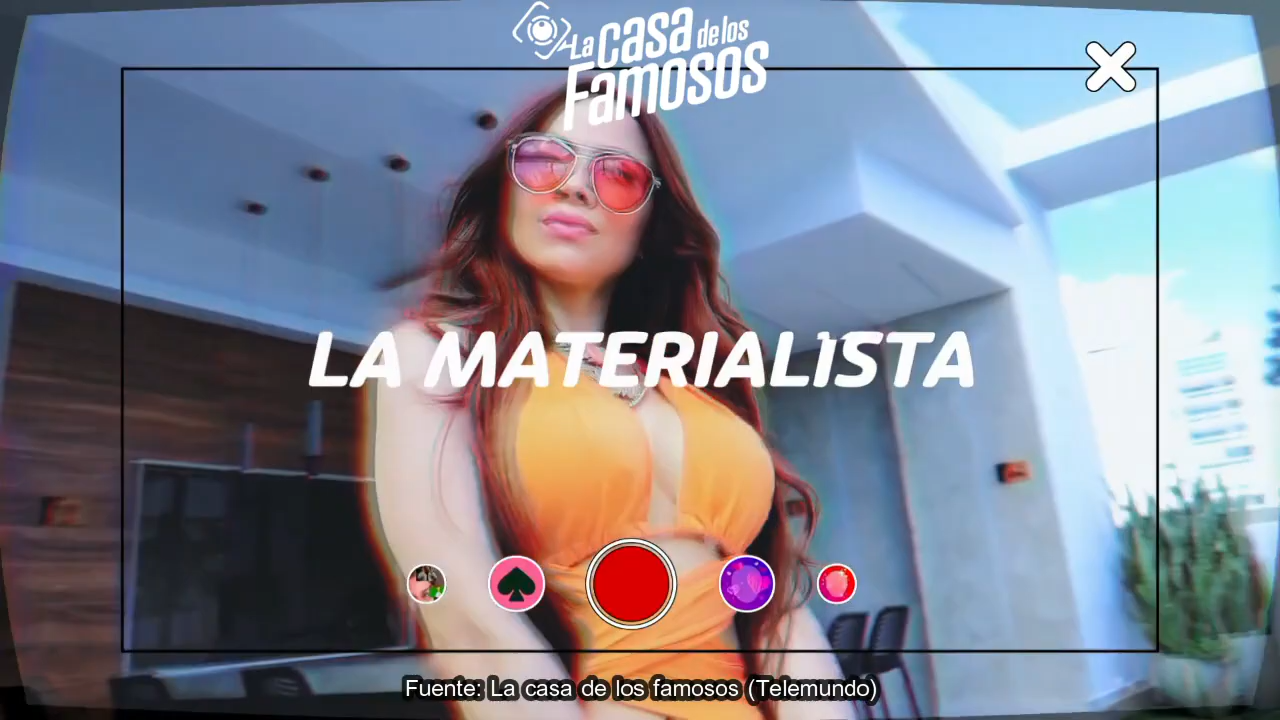 La casa de los
Famosos
LA MATERIALISTA
Fuente: La casa de los famosos (Telemundo)